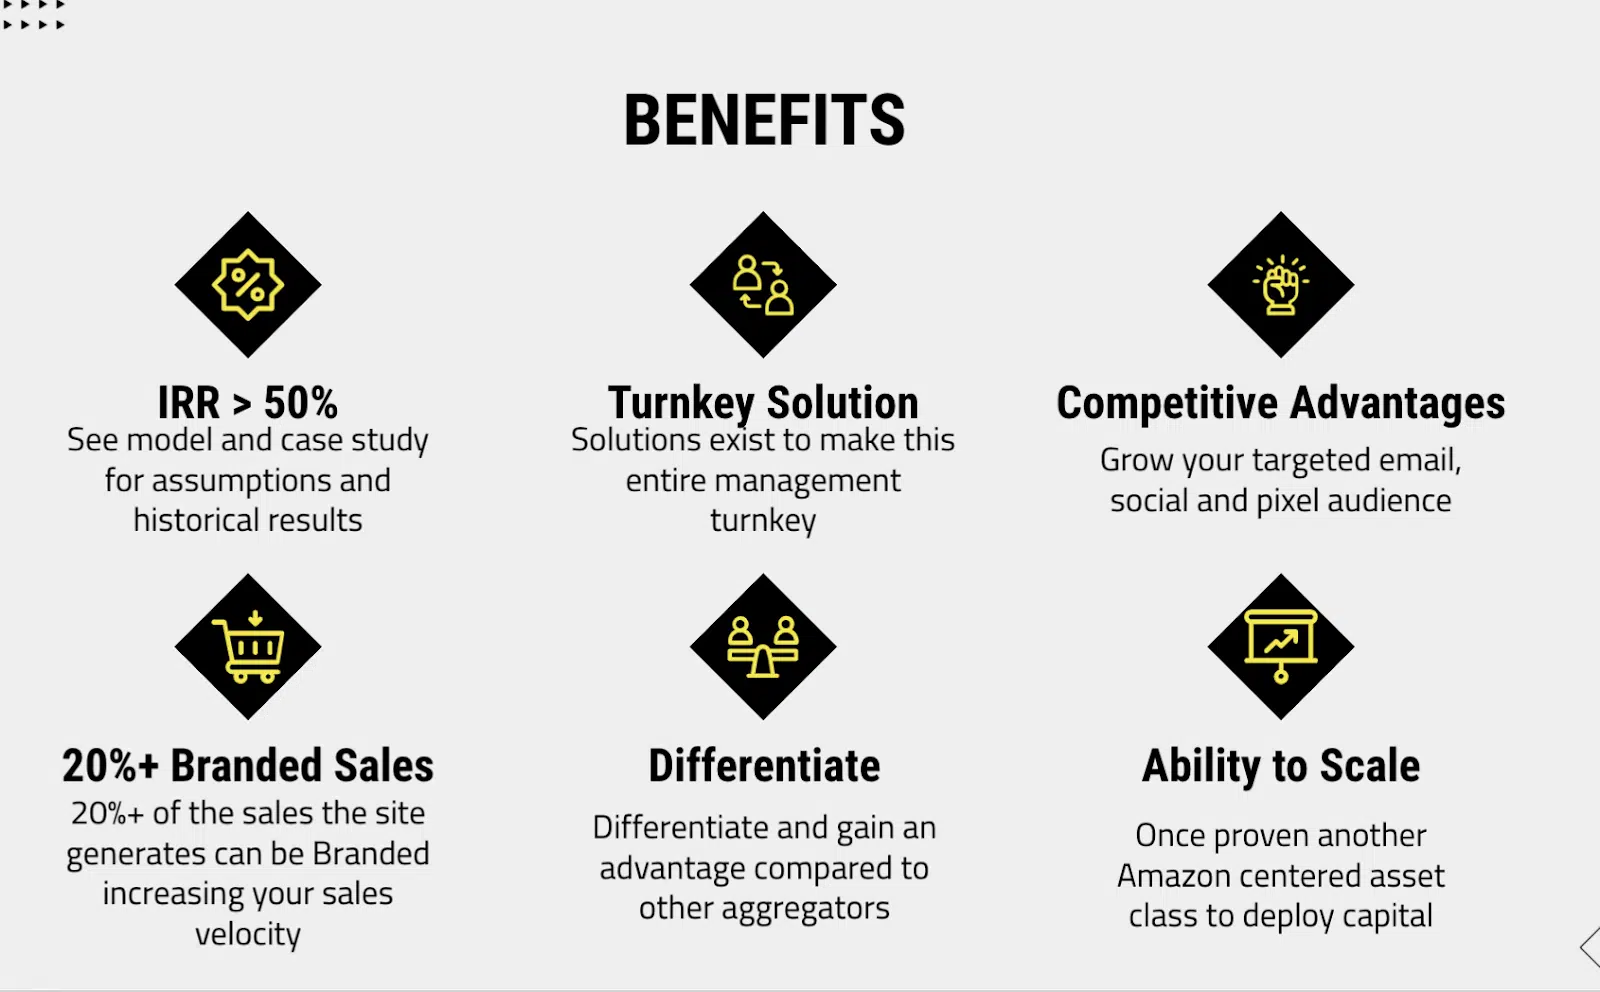 BENEFITS
IRR > 50%
See model and case study
for assumptions and
historical results
Turnkey Solution
Solutions exist to make this
entire management
turnkey
Competitive Advantages
Grow your targeted email,
social and pixel audience
20%+ Branded Sales
20%+ of the sales the site
generates can be Branded
increasing your sales
velocity
Differentiate
Differentiate and gain an
advantage compared to
other aggregators
Ability to Scale
Once proven another
Amazon centered asset
class to deploy capital